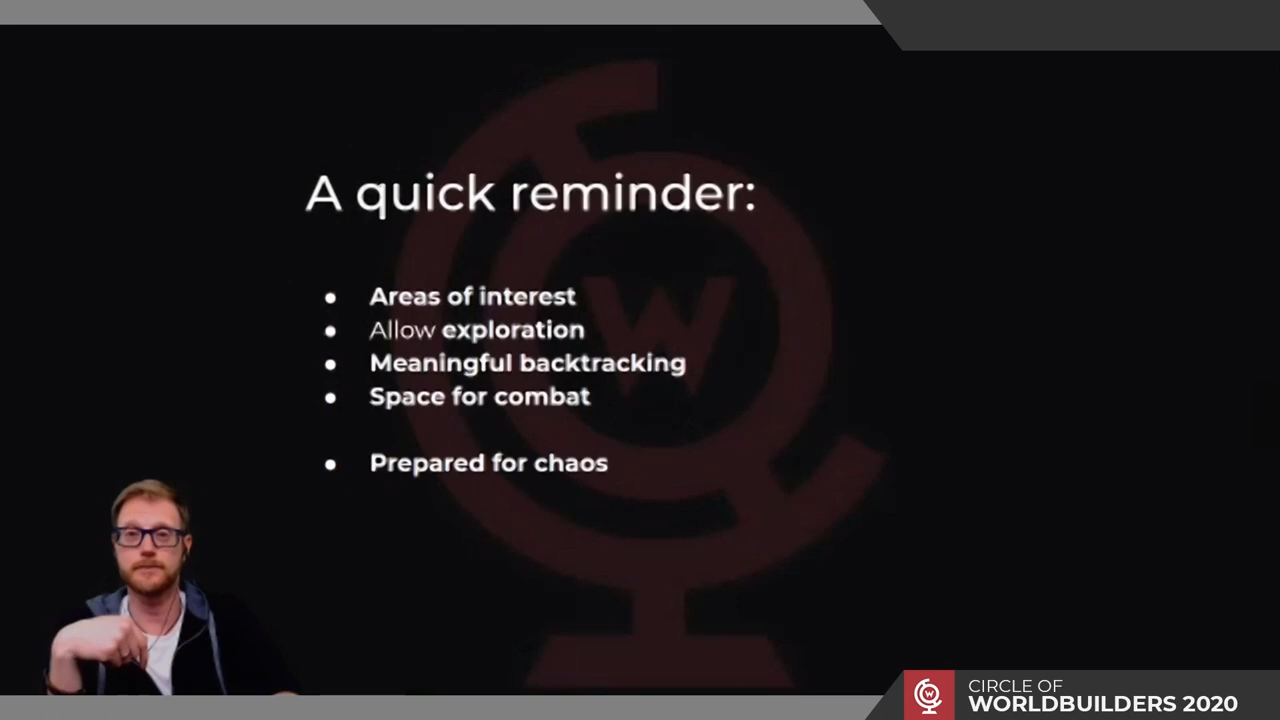 A quick reminder:
● Areas of interest
● Allow exploration
● Meaningful backtracking
● Space for combat
● Prepared for chaos
W
W
CIRCLE OF
WORLDBUILDERS 2020